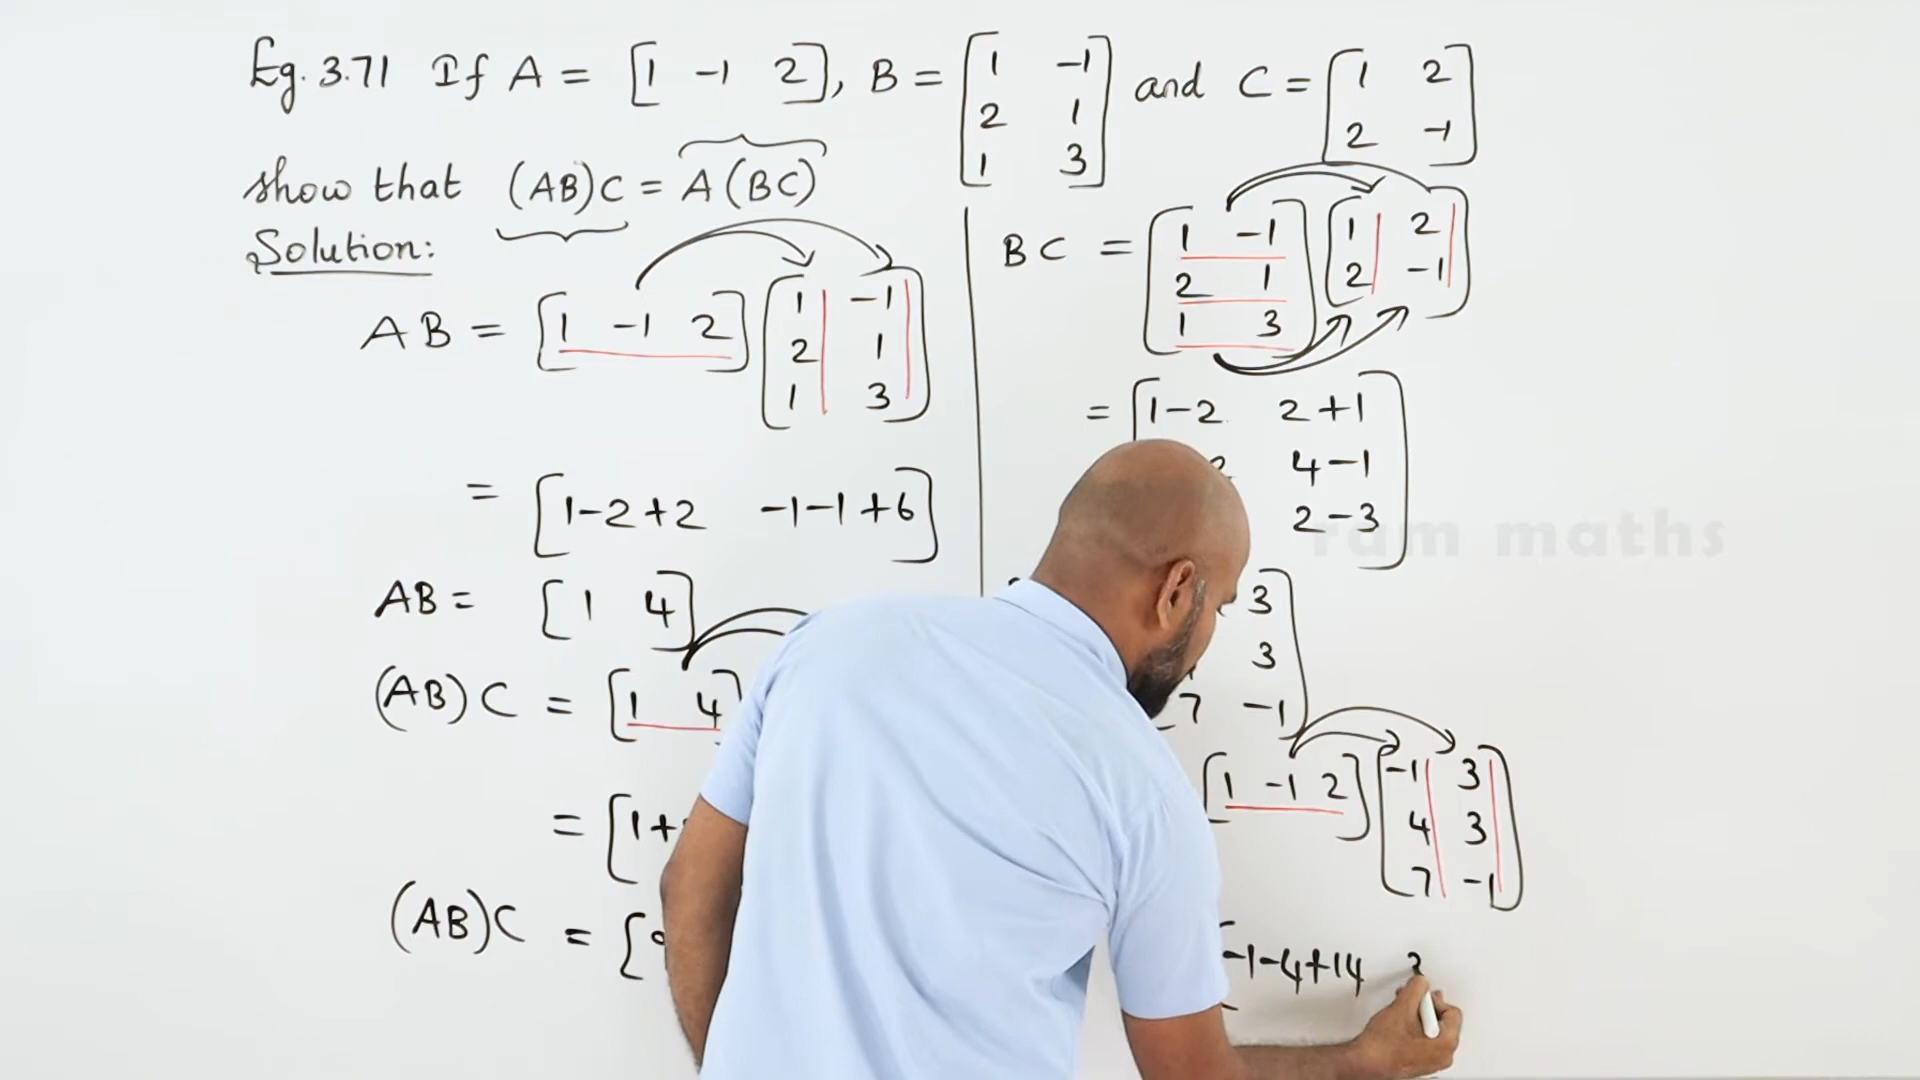 Eg. 3.71 If A = [1 -1 2], B = [1 -1
2 1
1 3] and C = [1 2
2 -1]
show that (AB)C = A(BC)
Solution:
AB = [1 -1 2] [1 -1
2 1
1 3]
= [1-2+2 -1-1+6]
AB = [1 4]
(AB)C = [1 4]
= [1+
(AB)C = [9
BC = [1 -1
2 1
1 3] [1 2
2 -1]
= [1-2 2+1
4-1
2-3]
3
3
7 -1]
[1 -1 2] [-1 3
4 3
7 -1]
[-1-4+14 3
ram maths